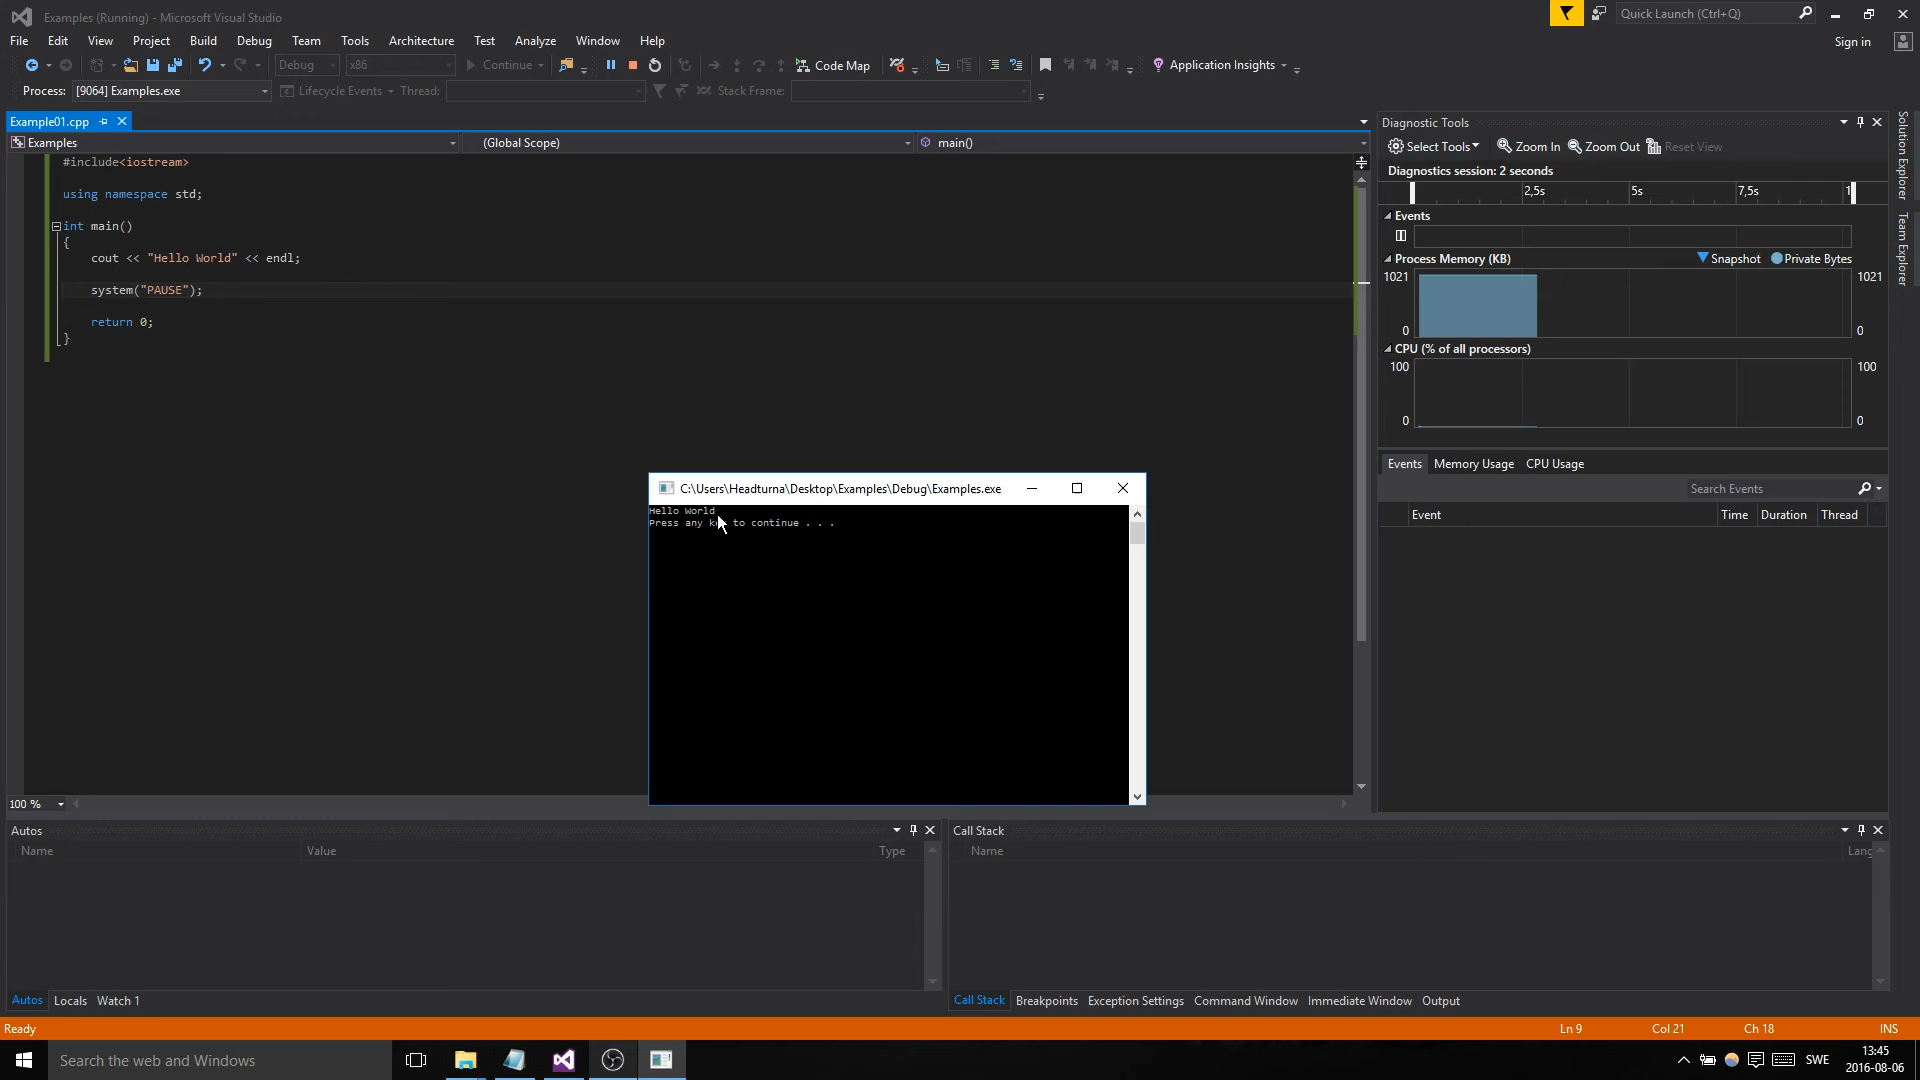 Examples (Running) - Microsoft Visual Studio
Quick Launch (Ctrl+Q)
File Edit View Project Build Debug Team Tools Architecture Test Analyze Window Help
Sign in
Debug x86 Continue Code Map Application Insights
Process: [9064] Examples.exe Lifecycle Events Thread: Stack Frame:
Example01.cpp
Examples (Global Scope) main()
#include<iostream>
using namespace std;
int main()
{
cout << "Hello World" << endl;
system("PAUSE");
return 0;
}
Diagnostic Tools
Select Tools Zoom In Zoom Out Reset View
Diagnostics session: 2 seconds
2,5s 5s 7,5s 1
Events
Process Memory (KB) Snapshot Private Bytes
1021 1021
0 0
CPU (% of all processors)
100 100
0 0
Events Memory Usage CPU Usage
Search Events
Event Time Duration Thread
Solution Explorer
Team Explorer
C:\Users\Headturna\Desktop\Examples\Debug\Examples.exe
Hello World
Press any key to continue . . .
100 %
Autos
Name Value Type
Autos Locals Watch 1
Call Stack
Name Lang
Call Stack Breakpoints Exception Settings Command Window Immediate Window Output
Ready Ln 9 Col 21 Ch 18 INS
Search the web and Windows
SWE
13:45
2016-08-06